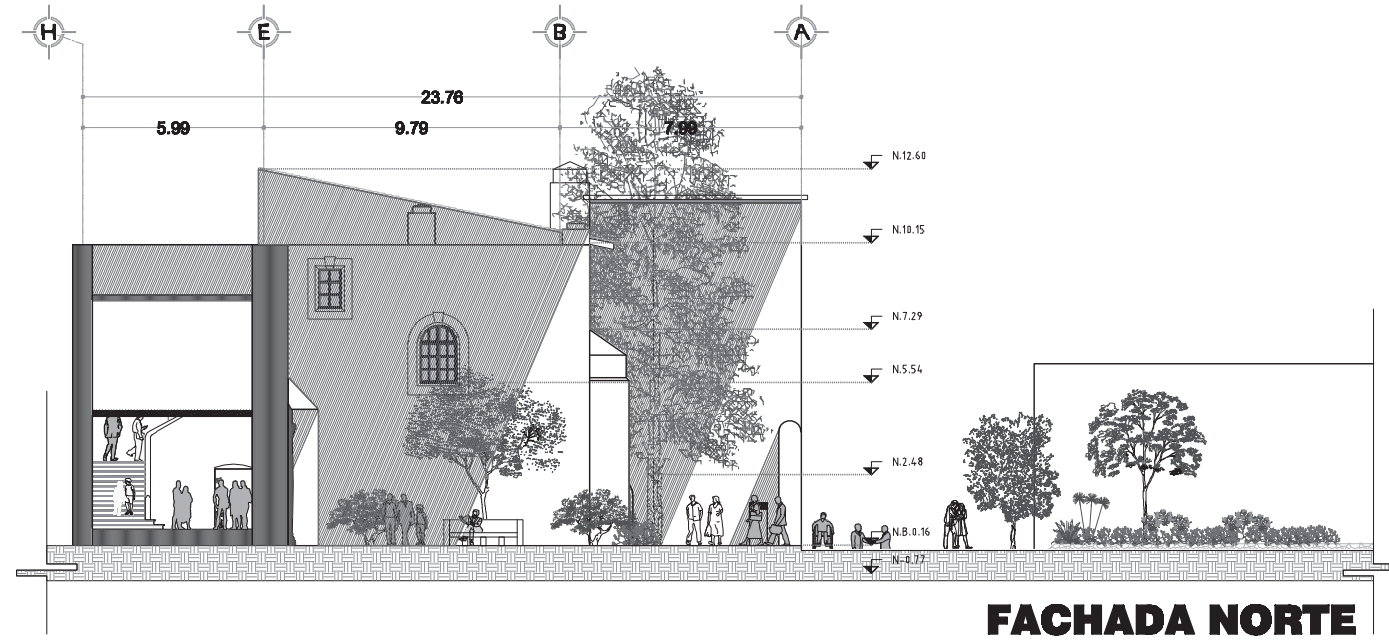 H E B A
23.76
5.99 9.79 7.99
N.12.60
N.10.15
N.7.29
N.5.54
N.2.48
N.B.0.16
N-0.77
FACHADA NORTE